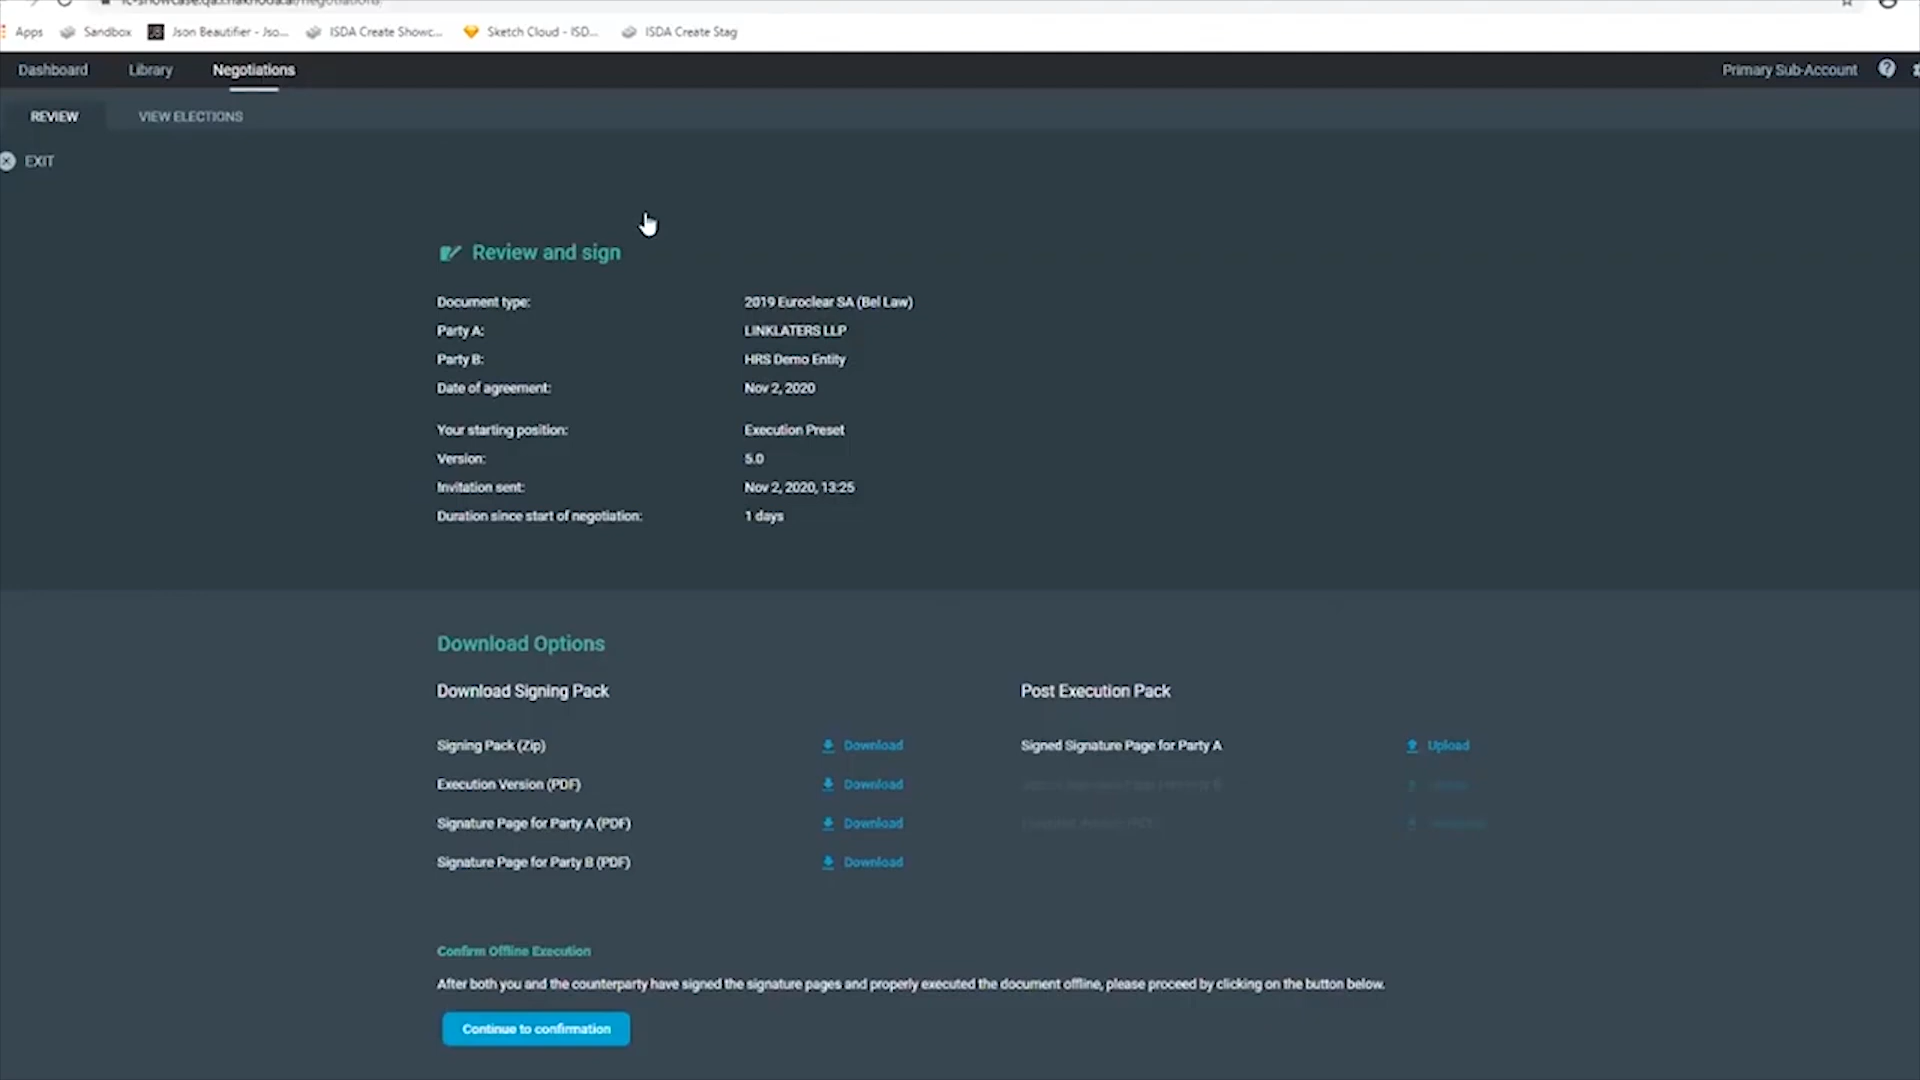 Apps Sandbox Json Beautifier - Jso... ISDA Create Showc... Sketch Cloud - ISD... ISDA Create Stag
Dashboard Library Negotiations Primary Sub-Account
REVIEW VIEW ELECTIONS
EXIT
Review and sign
Document type: 2019 Euroclear SA (Bel Law)
Party A: LINKLATERS LLP
Party B: HRS Demo Entity
Date of agreement: Nov 2, 2020
Your starting position: Execution Preset
Version: 5.0
Invitation sent: Nov 2, 2020, 13:25
Duration since start of negotiation: 1 days
Download Options
Download Signing Pack Post Execution Pack
Signing Pack (Zip) Download Signed Signature Page for Party A Upload
Execution Version (PDF) Download
Signature Page for Party A (PDF) Download
Signature Page for Party B (PDF) Download
Confirm Offline Execution
After both you and the counterparty have signed the signature pages and properly executed the document offline, please proceed by clicking on the button below.
Continue to confirmation